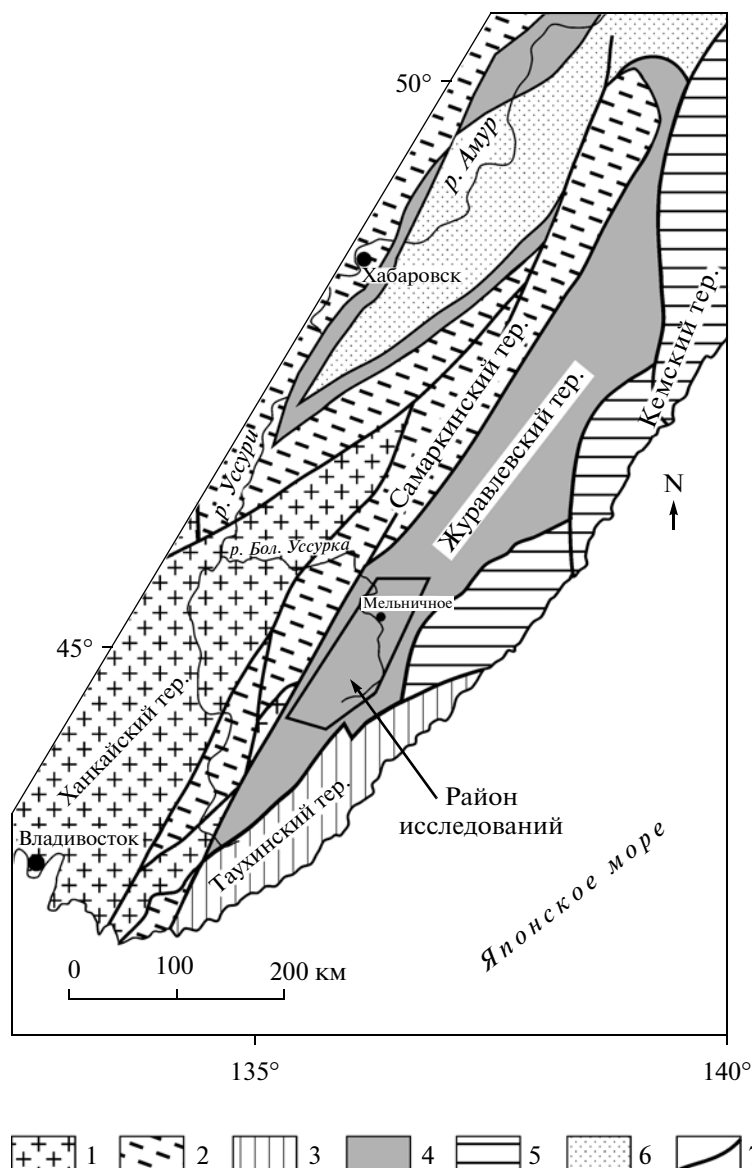 50°
р. Амур
Хабаровск
Кемский тер.
Самаркинский тер.
Журавлевский тер.
р. Уссури
N
р. Бол. Уссурка
Мельничное
45°
Ханкайский тер.
Район
исследований
Таухинский тер.
Владивосток
Японское море
0 100 200 км
135° 140°
1 2 3 4 5 6 7